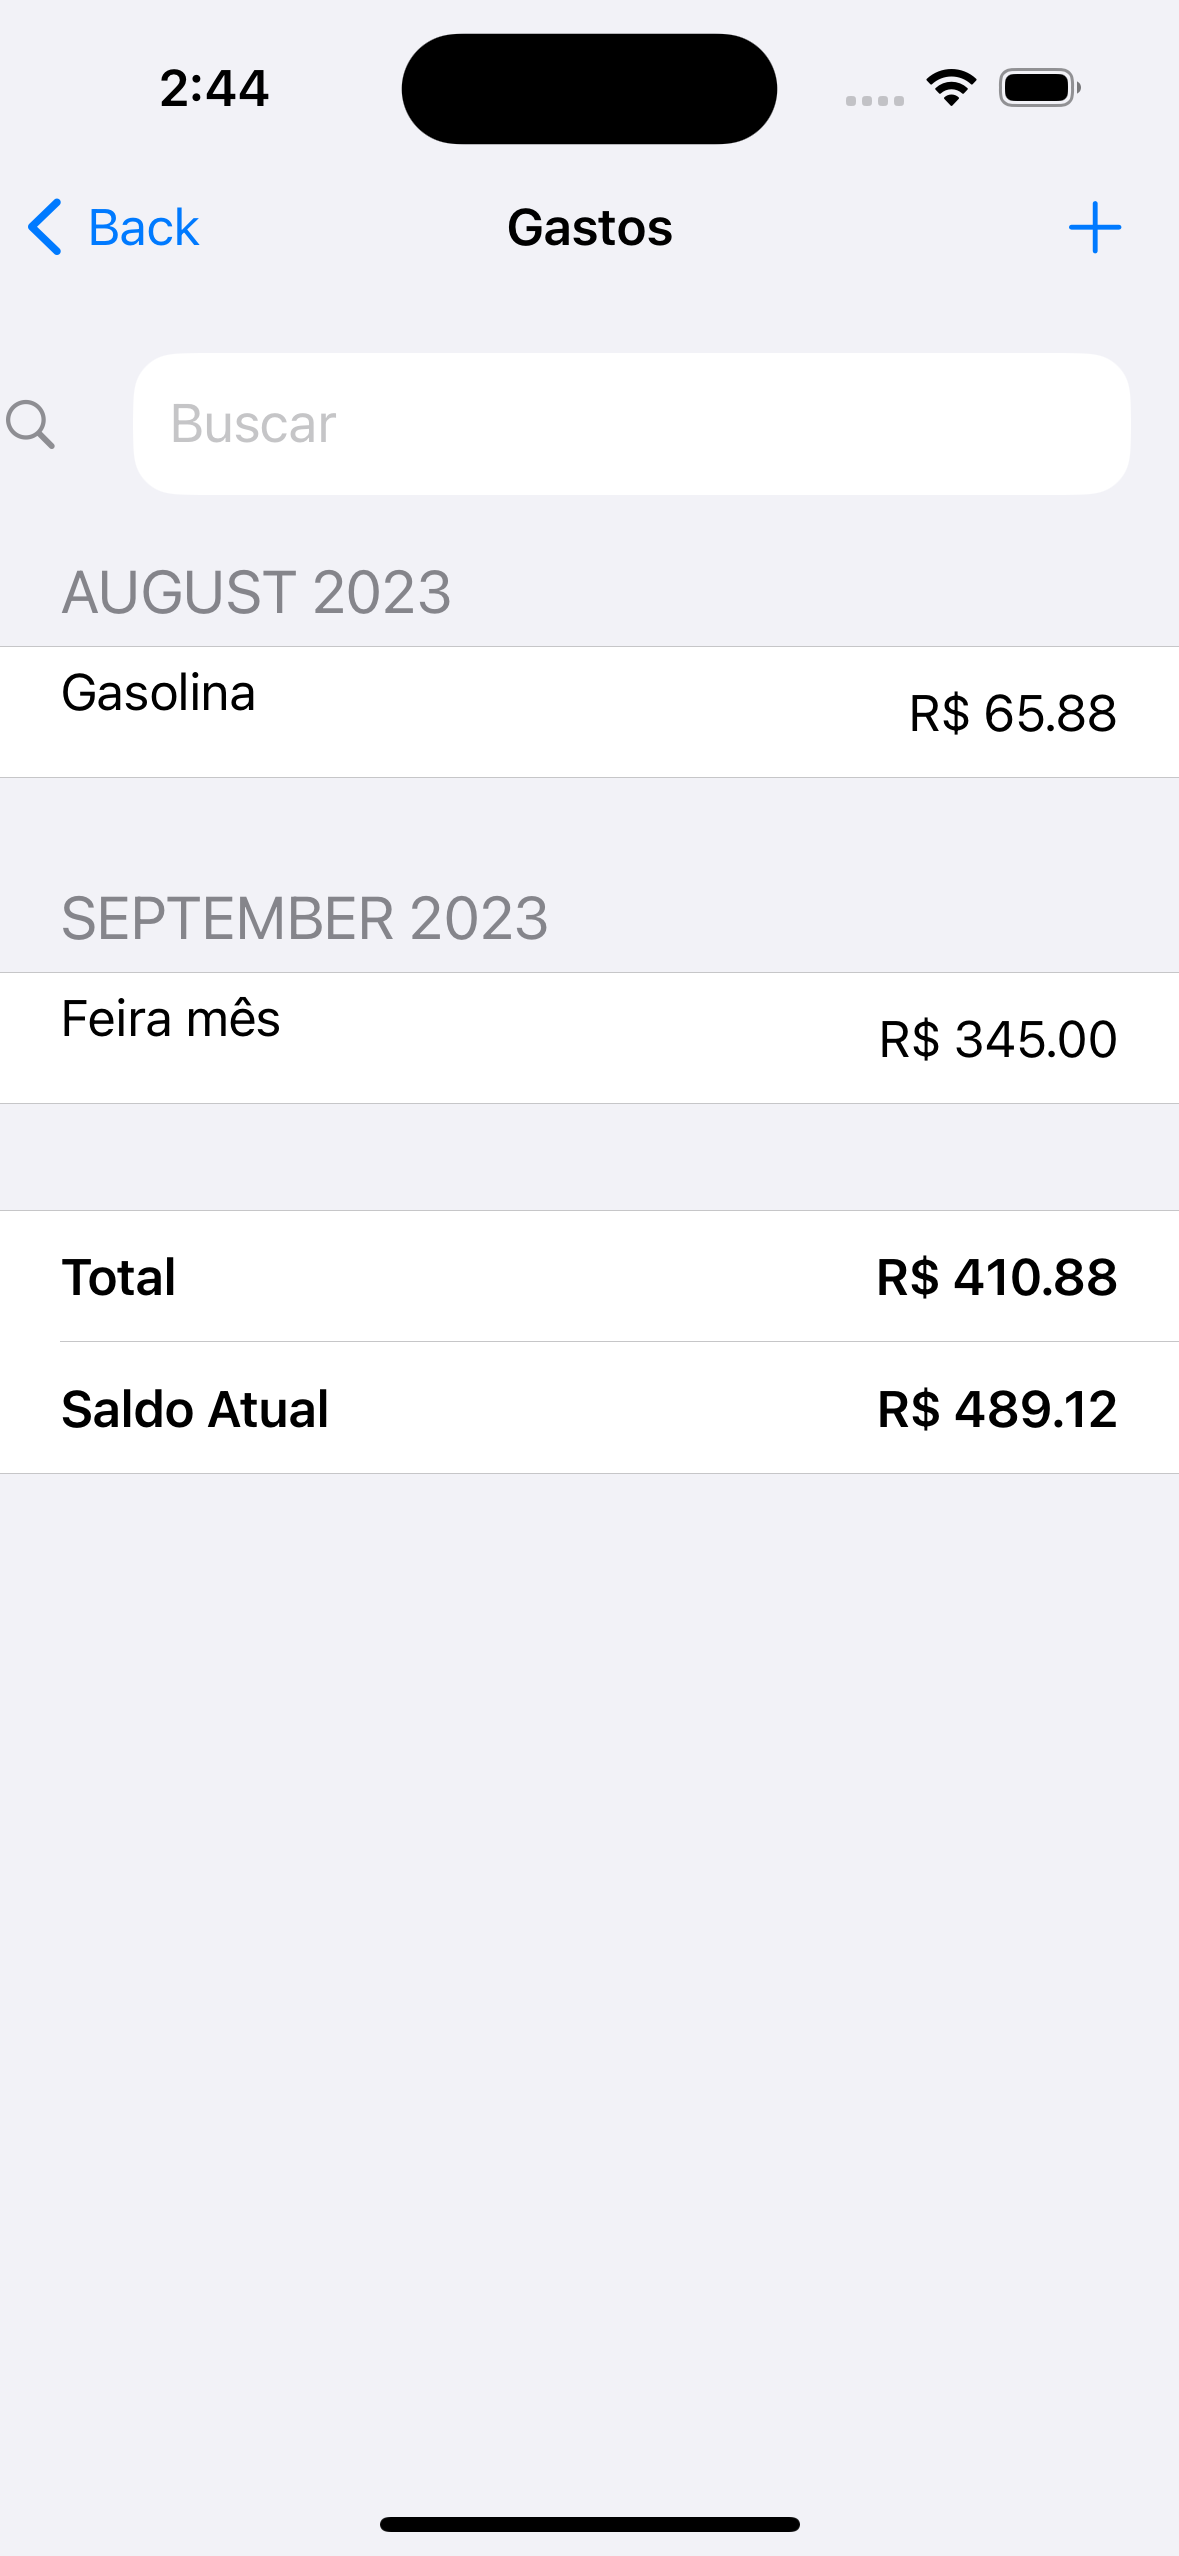 2:44
Back
Gastos
Buscar
AUGUST 2023
Gasolina
R$ 65.88
SEPTEMBER 2023
Feira mês
R$ 345.00
Total
R$ 410.88
Saldo Atual
R$ 489.12